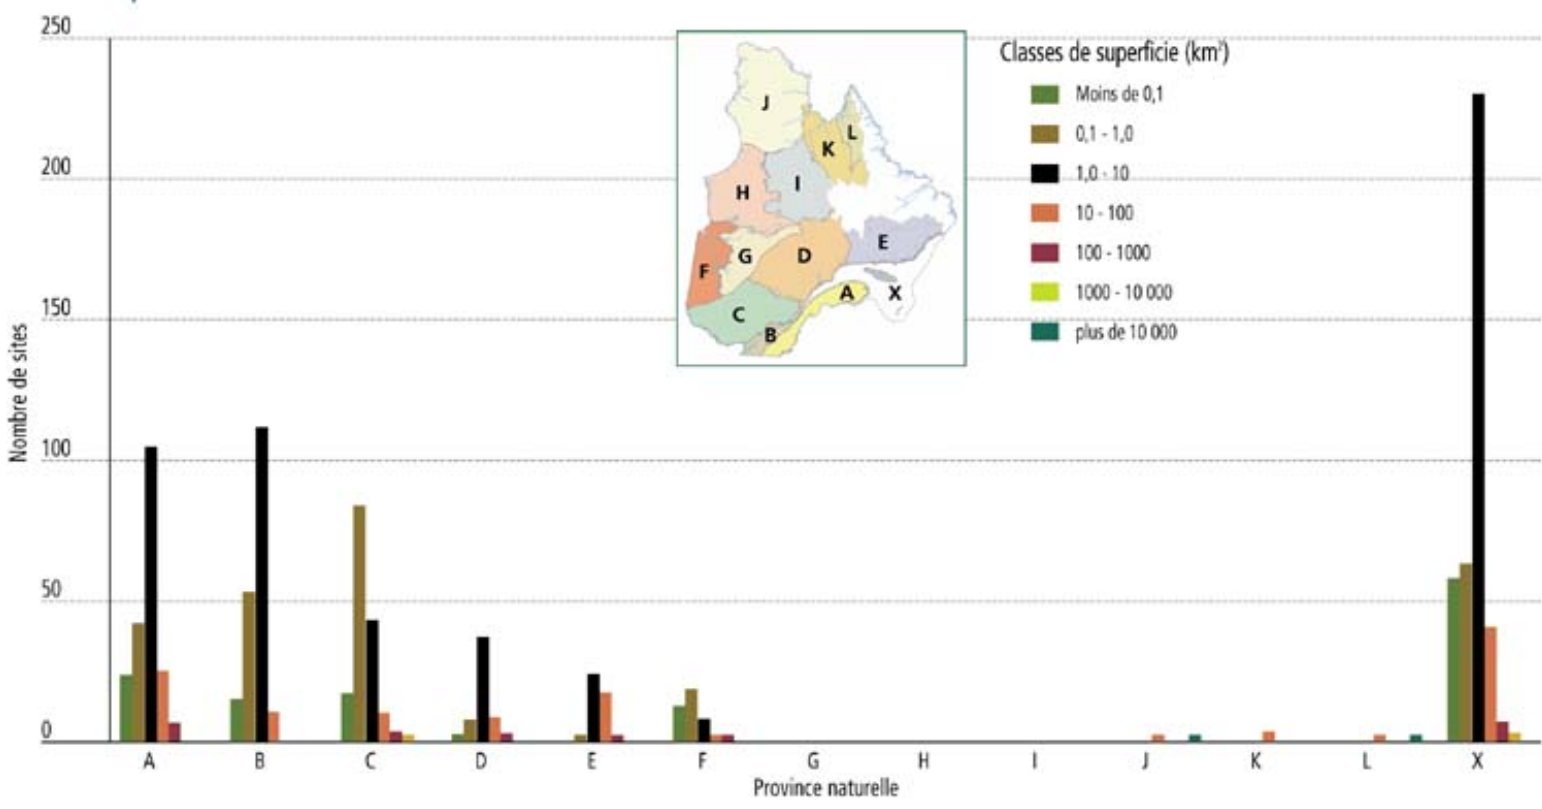 250
200
150
100
50
0
Nombre de sites
J
L
K
H
I
E
G
D
F
A
X
C
B
Classes de superficie (km²)
Moins de 0,1
0,1 - 1,0
1,0 - 10
10 - 100
100 - 1000
1000 - 10 000
plus de 10 000
A B C D E F G H I J K L X
Province naturelle